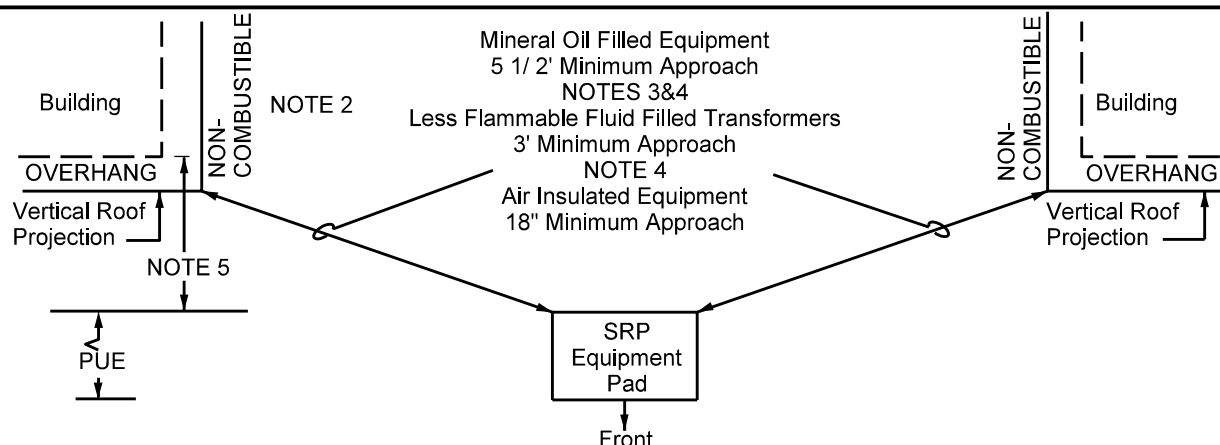 Mineral Oil Filled Equipment
5 1/ 2' Minimum Approach
NOTES 3&4
Less Flammable Fluid Filled Transformers
3' Minimum Approach
NOTE 4
Air Insulated Equipment
18" Minimum Approach
Building
NON-
COMBUSTIBLE
NOTE 2
OVERHANG
Vertical Roof
Projection
NOTE 5
PUE
NON-
COMBUSTIBLE
Building
OVERHANG
Vertical Roof
Projection
SRP
Equipment
Pad
Front